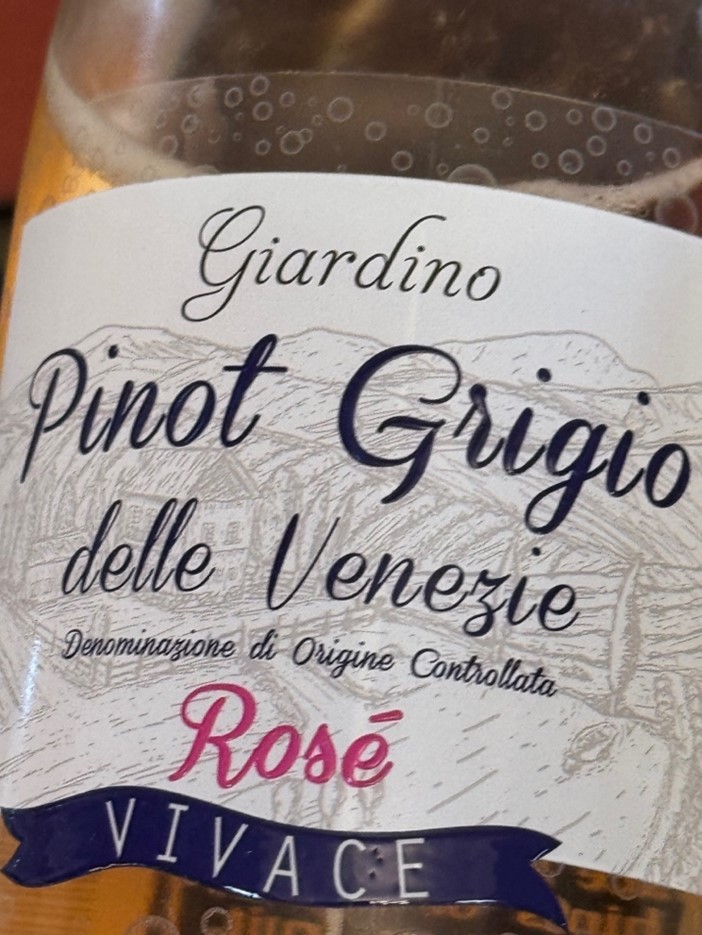 Giardino
Pinot Grigio
delle Venezie
Denominazione di Origine Controllata
Rosé
VIVACE